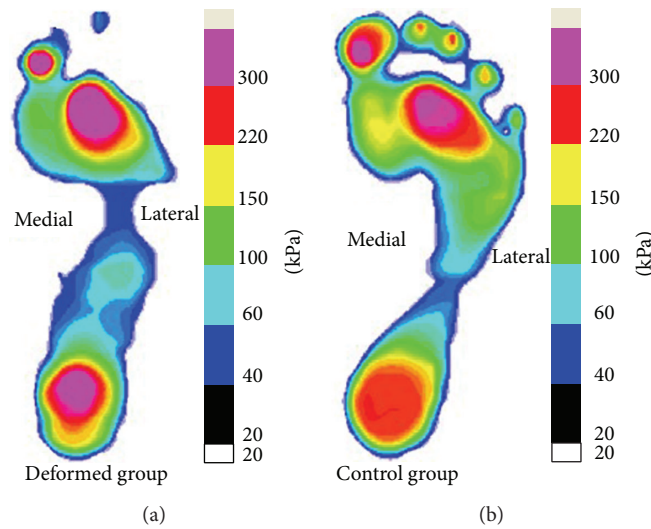 300
220
150
100
60
40
20
20
(kPa)
Medial
Lateral
Deformed group
(a)
300
220
150
100
60
40
20
20
(kPa)
Medial
Lateral
Control group
(b)